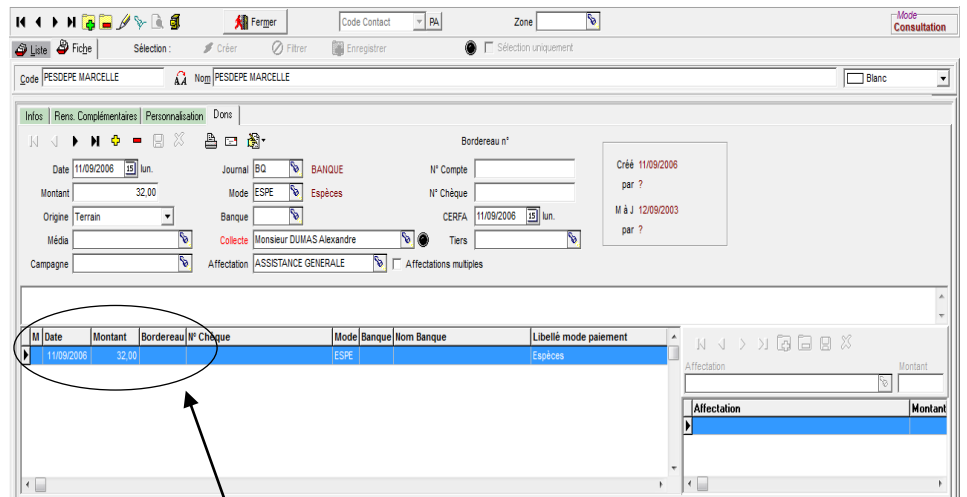 Fermer Code Contact PA Zone Mode
Consultation
Liste Fiche Sélection : Créer Filtrer Enregistrer Sélection uniquement
Code PESDEPE MARCELLE Nom PESDEPE MARCELLE Blanc
Infos Rens. Complémentaires Personnalisation Dons
Bordereau n°
Date 11/09/2006 15 lun. Journal BQ BANQUE N° Compte Créé 11/09/2006
Montant 32,00 Mode ESPE Espèces N° Chèque par ?
Origine Terrain Banque CERFA 11/09/2006 15 lun. M à J 12/09/2003
Média Collecte Monsieur DUMAS Alexandre Tiers par ?
Campagne Affectation ASSISTANCE GENERALE Affectations multiples
M Date Montant Bordereau N° Chèque Mode Banque Nom Banque Libellé mode paiement
11/09/2006 32,00 ESPE Espèces
Affectation Montant
Affectation Montant